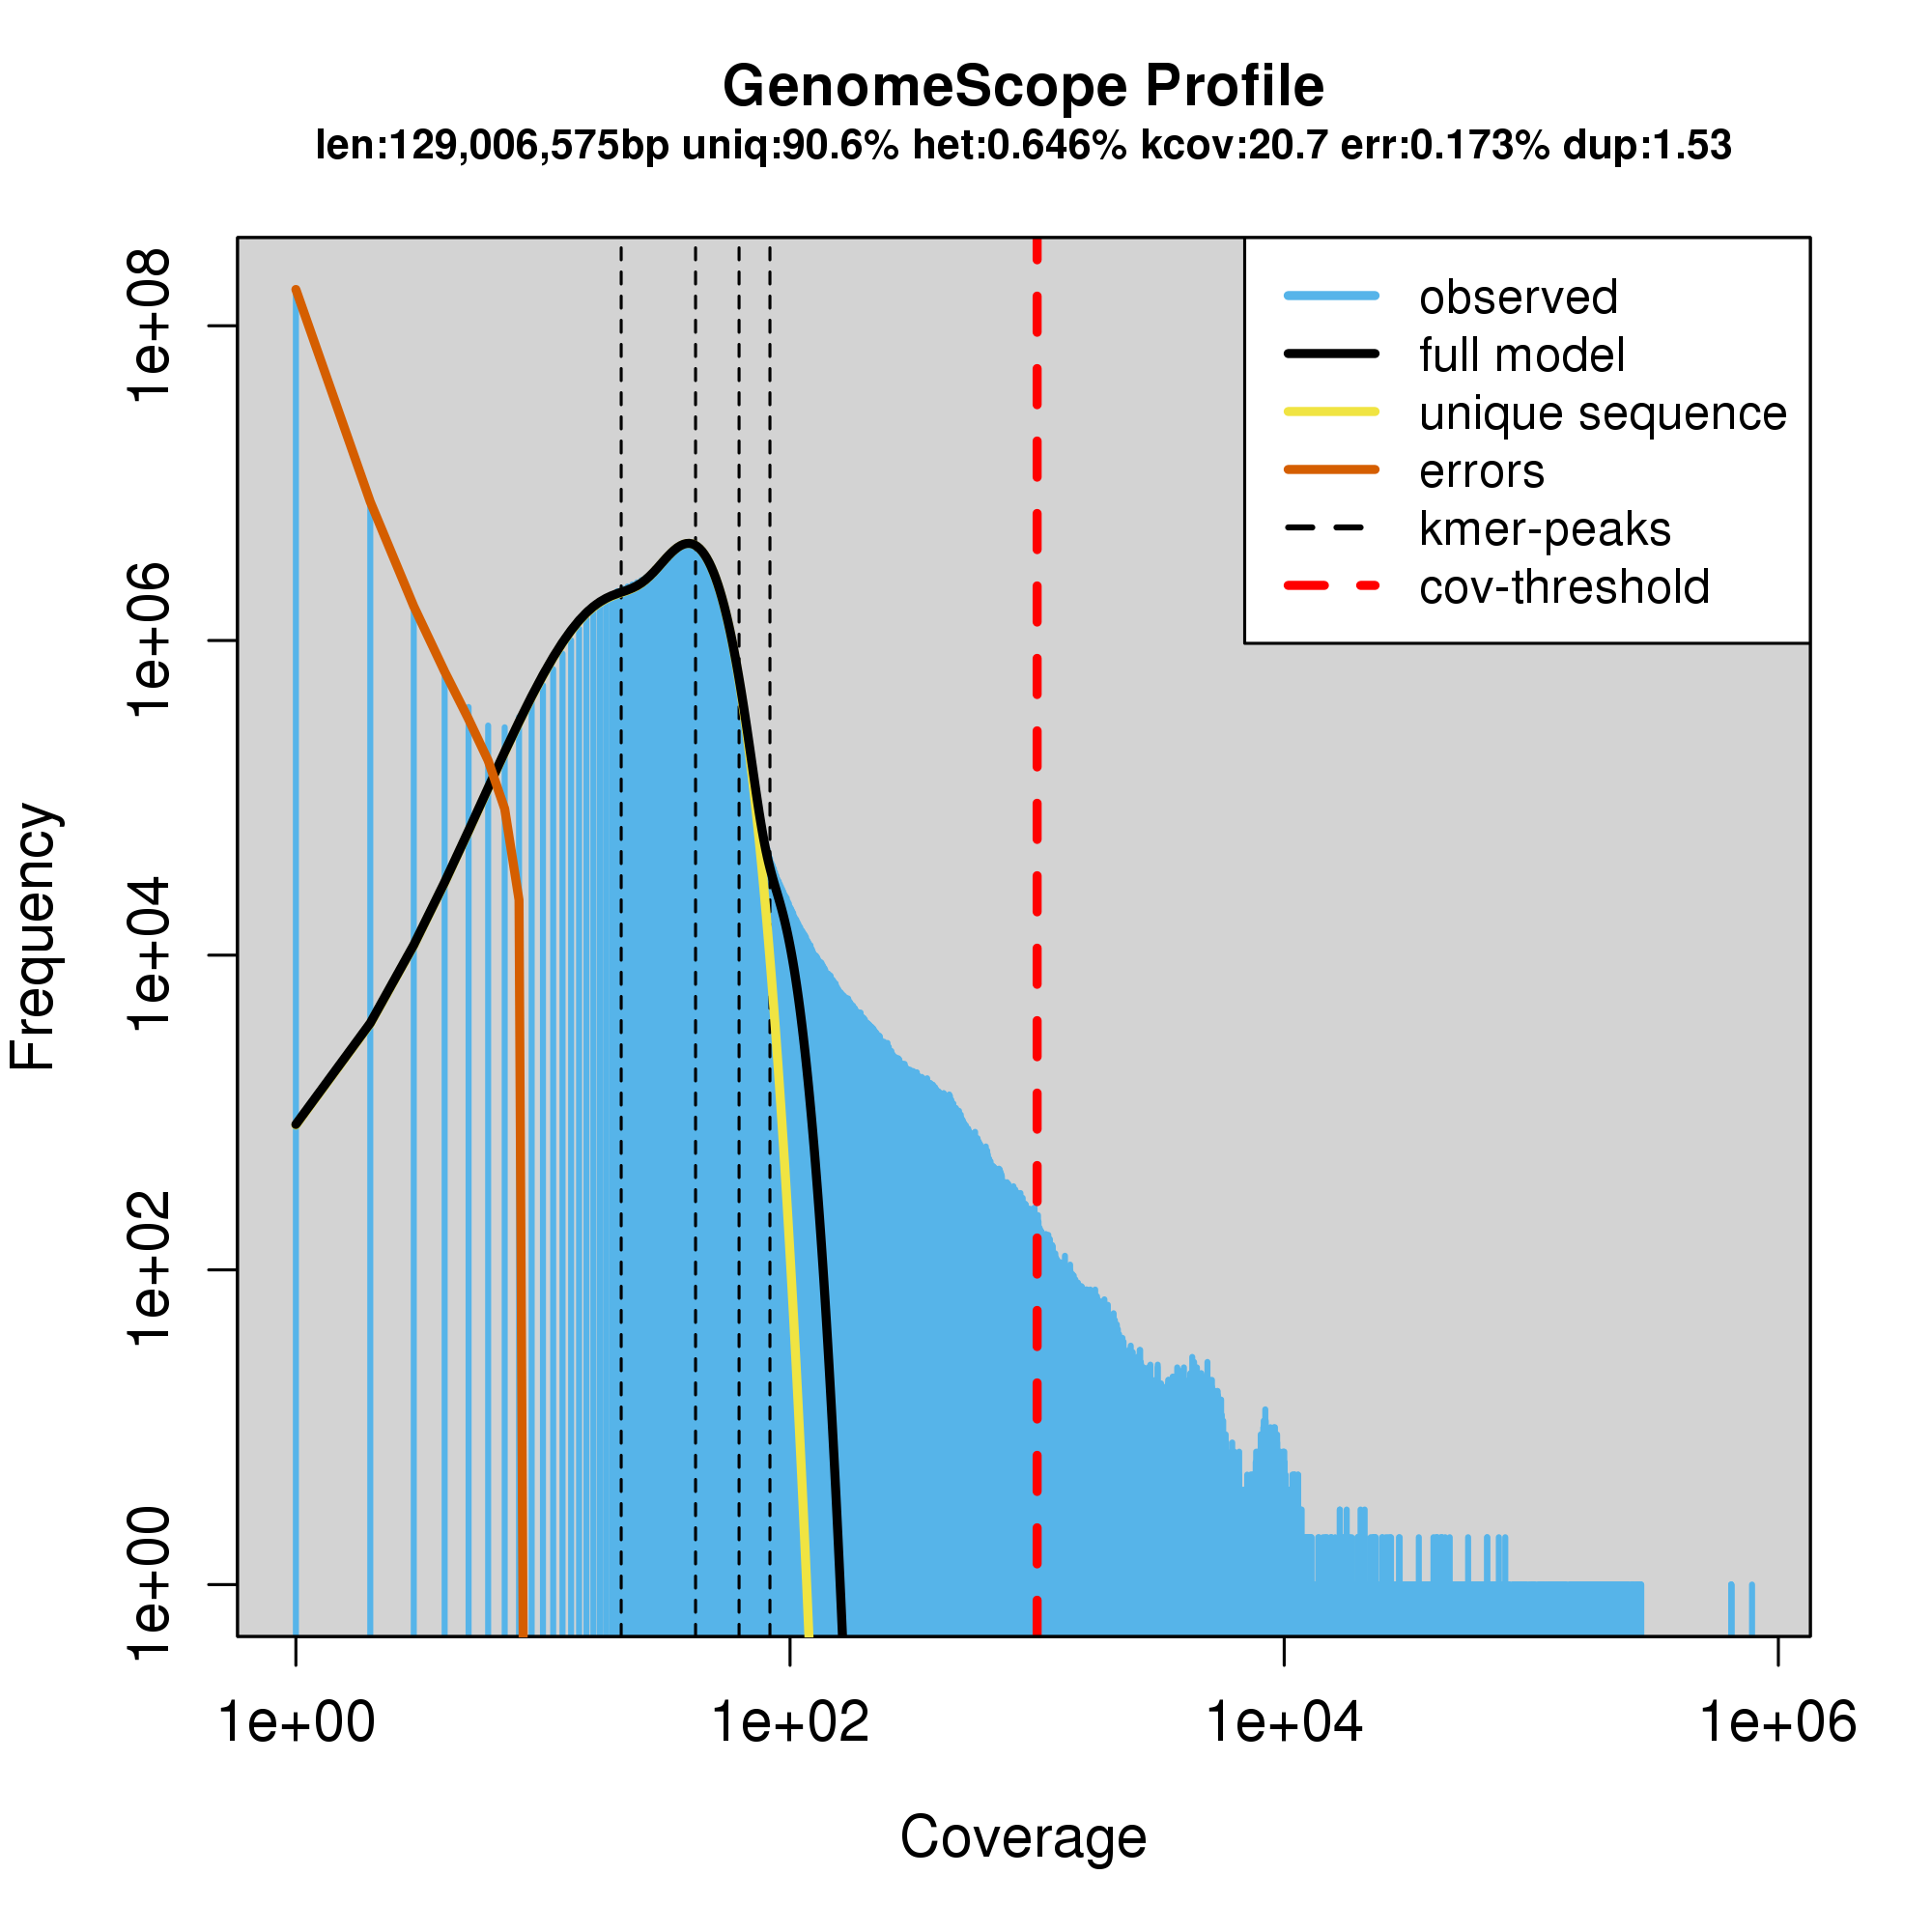 GenomeScope Profile
len:129,006,575bp uniq:90.6% het:0.646% kcov:20.7 err:0.173% dup:1.53
observed
full model
unique sequence
errors
kmer-peaks
cov-threshold
Frequency
1e+08
1e+06
1e+04
1e+02
1e+00
1e+00 1e+02 1e+04 1e+06
Coverage